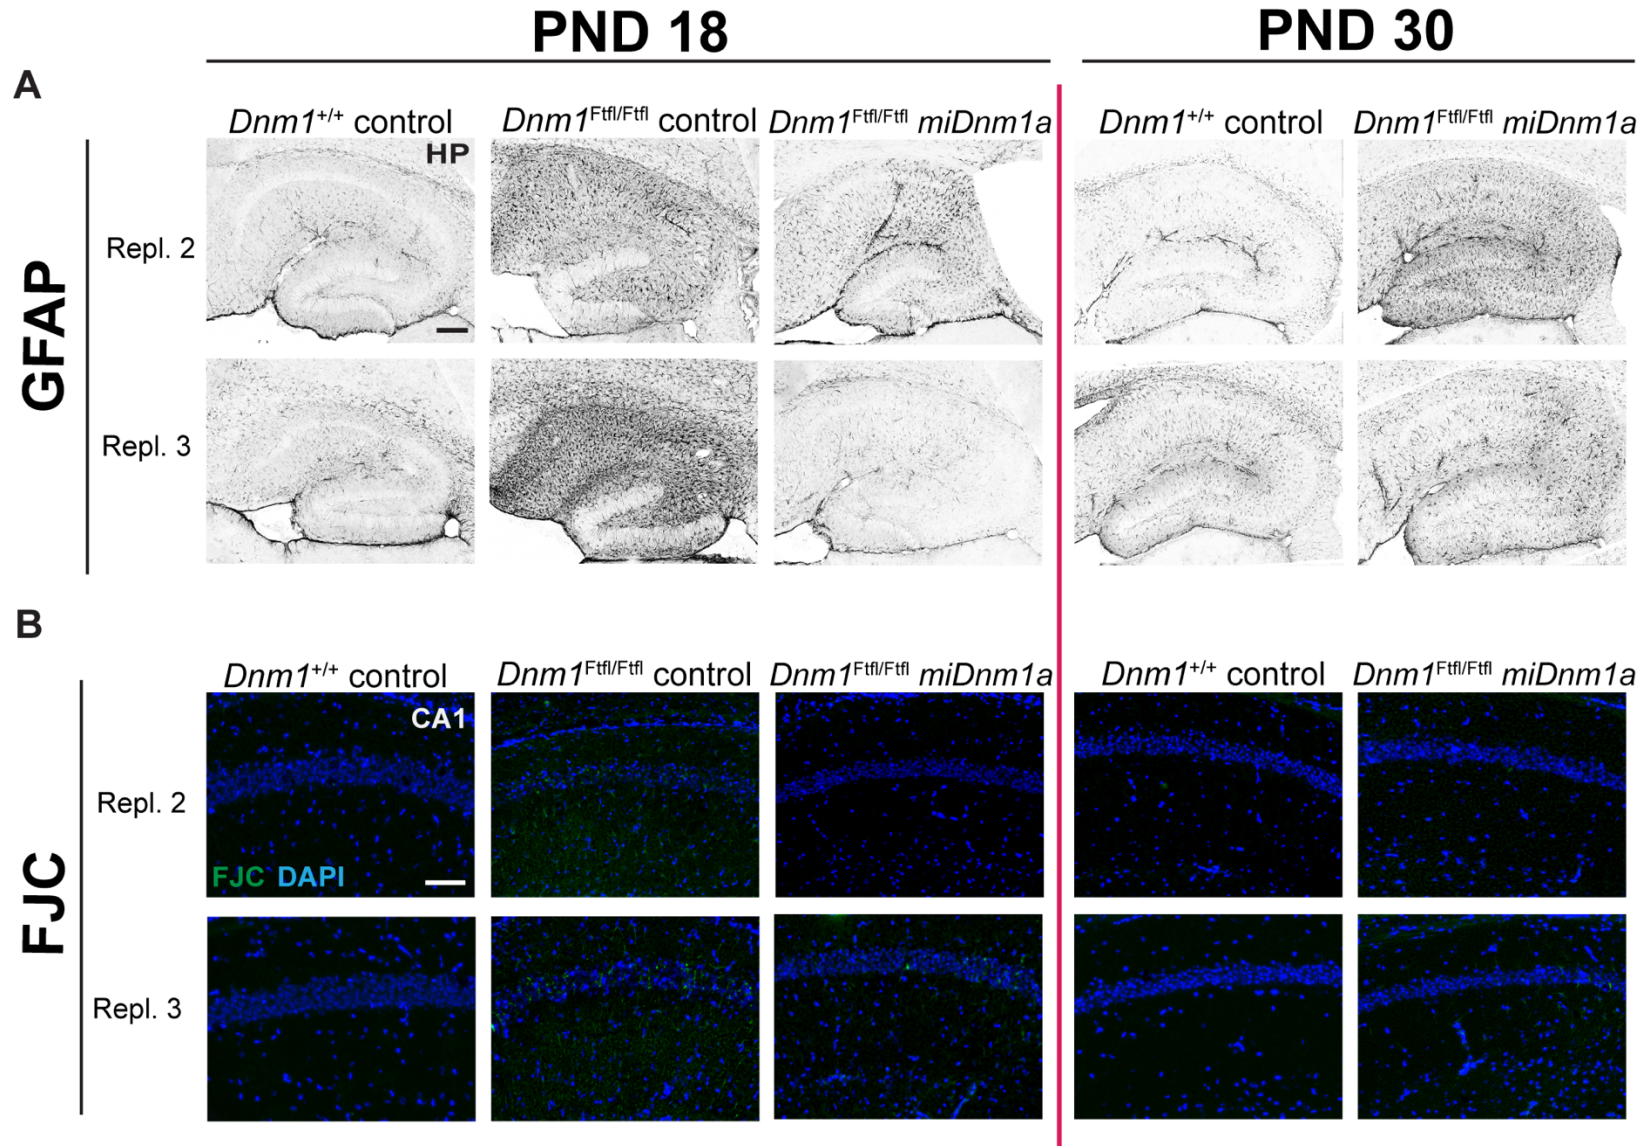 PND 18
PND 30
A
Dnm1+/+ control
Dnm1Ftfl/Ftfl control
Dnm1Ftfl/Ftfl miDnm1a
Dnm1+/+ control
Dnm1Ftfl/Ftfl miDnm1a
HP
GFAP
Repl. 2
Repl. 3
B
Dnm1+/+ control
Dnm1Ftfl/Ftfl control
Dnm1Ftfl/Ftfl miDnm1a
Dnm1+/+ control
Dnm1Ftfl/Ftfl miDnm1a
CA1
FJC
Repl. 2
FJC DAPI
Repl. 3